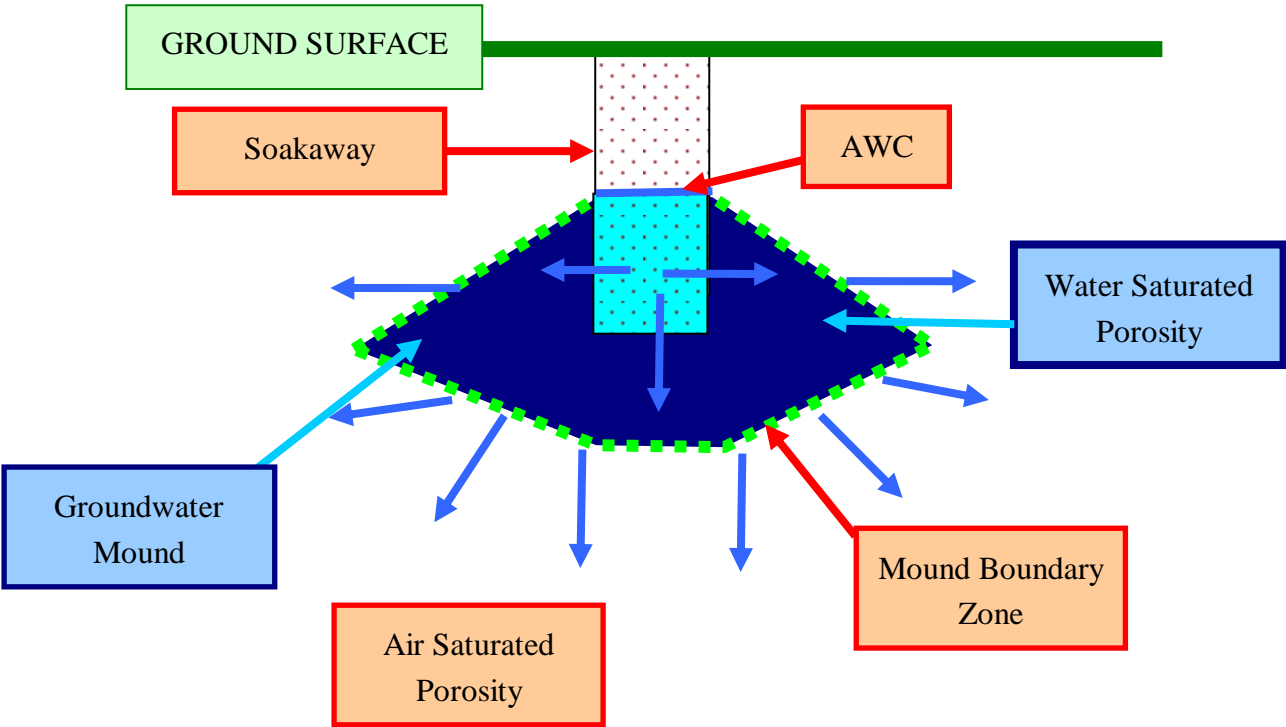 GROUND SURFACE
Soakaway
AWC
Water Saturated
Porosity
Groundwater
Mound
Mound Boundary
Zone
Air Saturated
Porosity